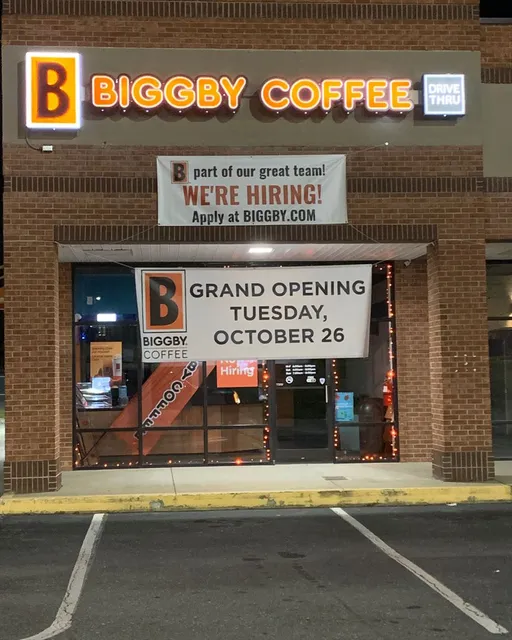 B BIGGBY COFFEE DRIVE
THRU
B part of our great team!
WE'RE HIRING!
Apply at BIGGBY.COM
B
BIGGBY.
COFFEE
GRAND OPENING
TUESDAY,
OCTOBER 26
Hiring